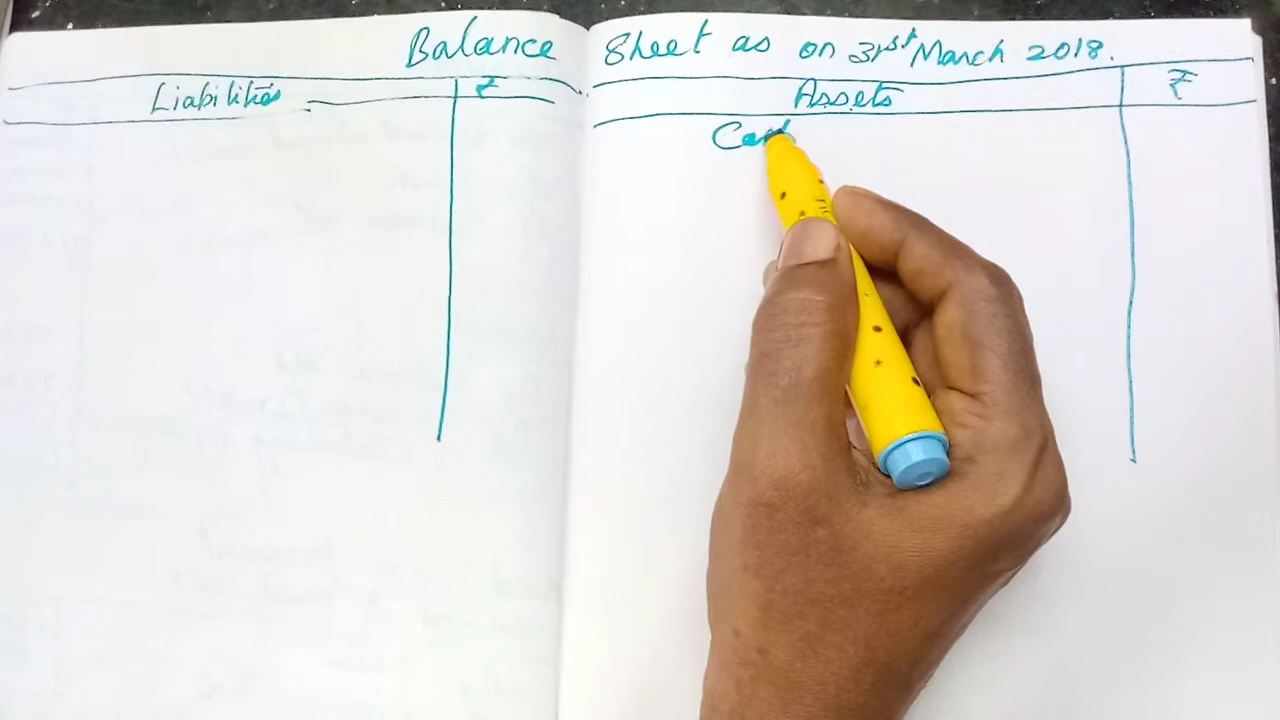 Balance Sheet as on 31st March 2018.
Liabilities ₹ Assets ₹